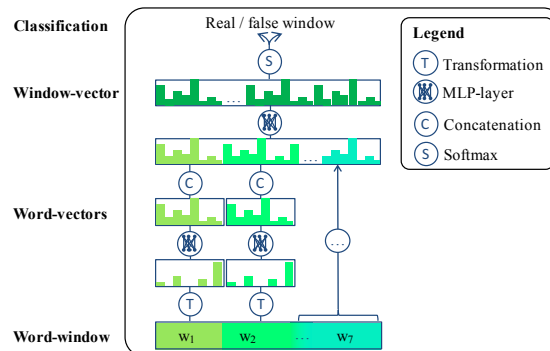 Classification
Real / false window
S
Window-vector
...
C
C
...
Word-vectors
...
T
T
Word-window
w1
w2
...
w7
Legend
T Transformation
MLP-layer
C Concatenation
S Softmax